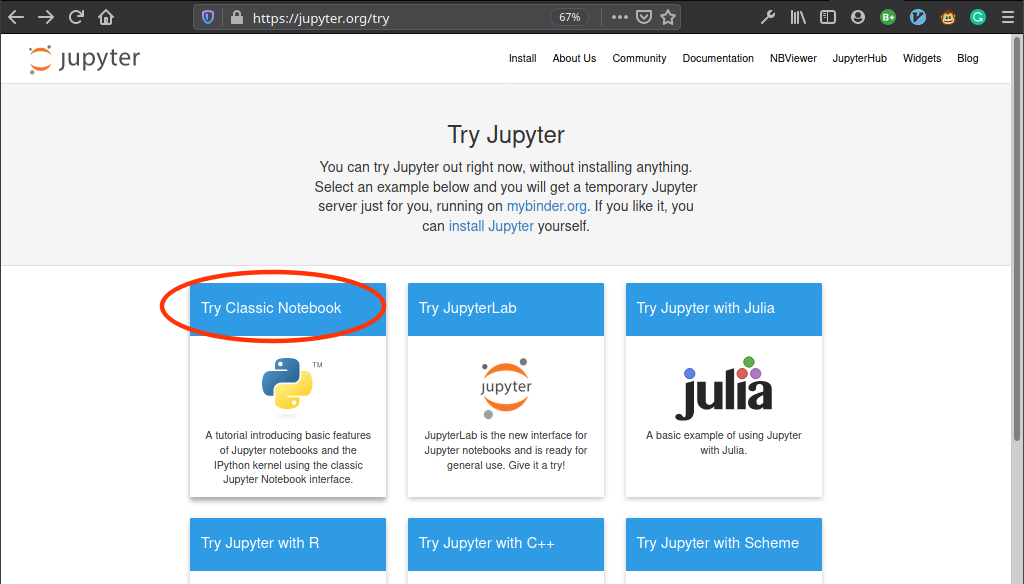 https://jupyter.org/try
67%
B+
jupyter
Install About Us Community Documentation NBViewer JupyterHub Widgets Blog
Try Jupyter
You can try Jupyter out right now, without installing anything.
Select an example below and you will get a temporary Jupyter
server just for you, running on mybinder.org. If you like it, you
can install Jupyter yourself.
Try Classic Notebook
TM
A tutorial introducing basic features
of Jupyter notebooks and the
IPython kernel using the classic
Jupyter Notebook interface.
Try JupyterLab
jupyter
JupyterLab is the new interface for
Jupyter notebooks and is ready for
general use. Give it a try!
Try Jupyter with Julia
julia
A basic example of using Jupyter
with Julia.
Try Jupyter with R
Try Jupyter with C++
Try Jupyter with Scheme